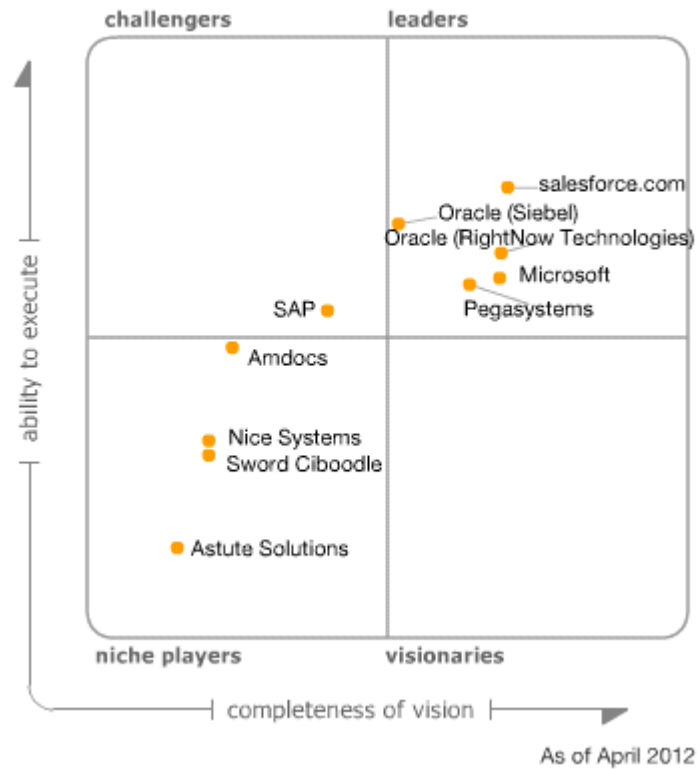 challengers
leaders
salesforce.com
Oracle (Siebel)
Oracle (RightNow Technologies)
Microsoft
Pegasystems
SAP
Amdocs
Nice Systems
Sword Ciboodle
Astute Solutions
ability to execute
niche players
visionaries
completeness of vision
As of April 2012